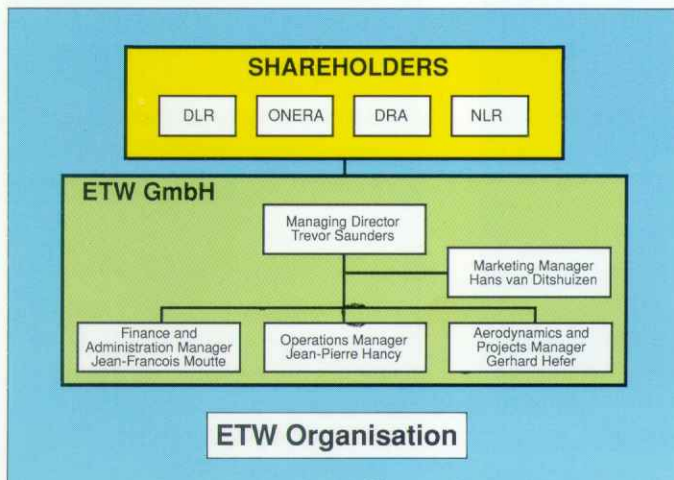 SHAREHOLDERS
DLR
ONERA
DRA
NLR
ETW GmbH
Managing Director
Trevor Saunders
Marketing Manager
Hans van Ditshuizen
Finance and
Administration Manager
Jean-Francois Moutte
Operations Manager
Jean-Pierre Hancy
Aerodynamics and
Projects Manager
Gerhard Hefer
ETW Organisation